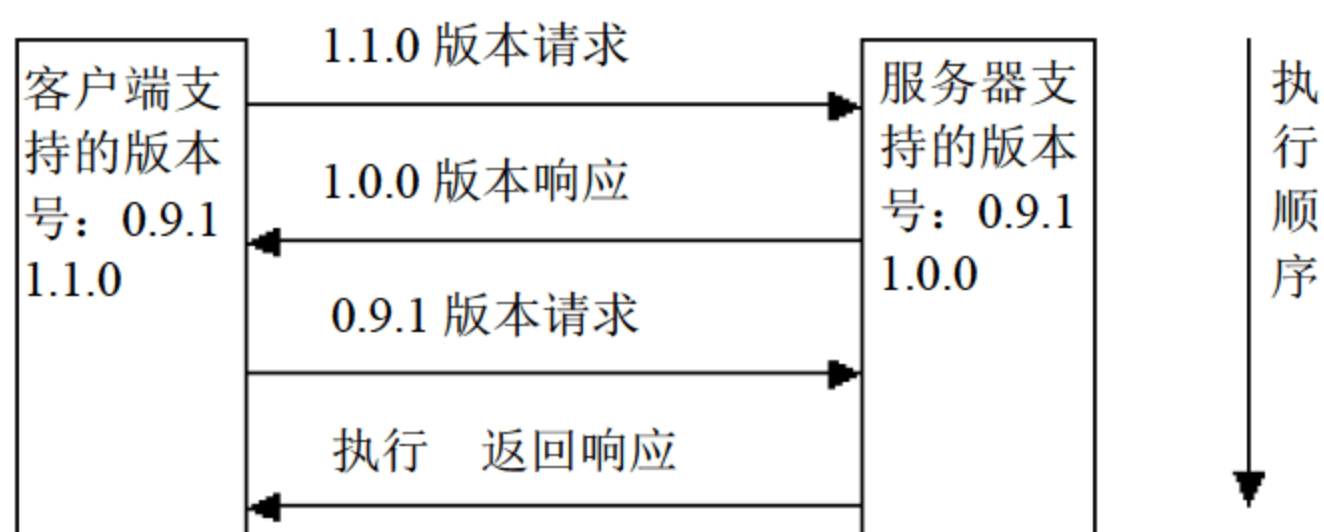 1.1.0 版本请求
客户端支
持的版本
号：0.9.1
1.1.0
1.0.0 版本响应
0.9.1 版本请求
执行 返回响应
服务器支
持的版本
号：0.9.1
1.0.0
执
行
顺
序